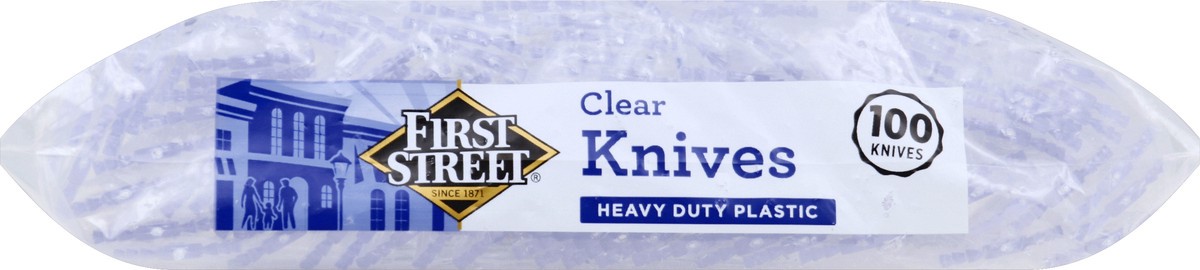 FIRST
STREET®
SINCE 1871
Clear
Knives
HEAVY DUTY PLASTIC
100
KNIVES